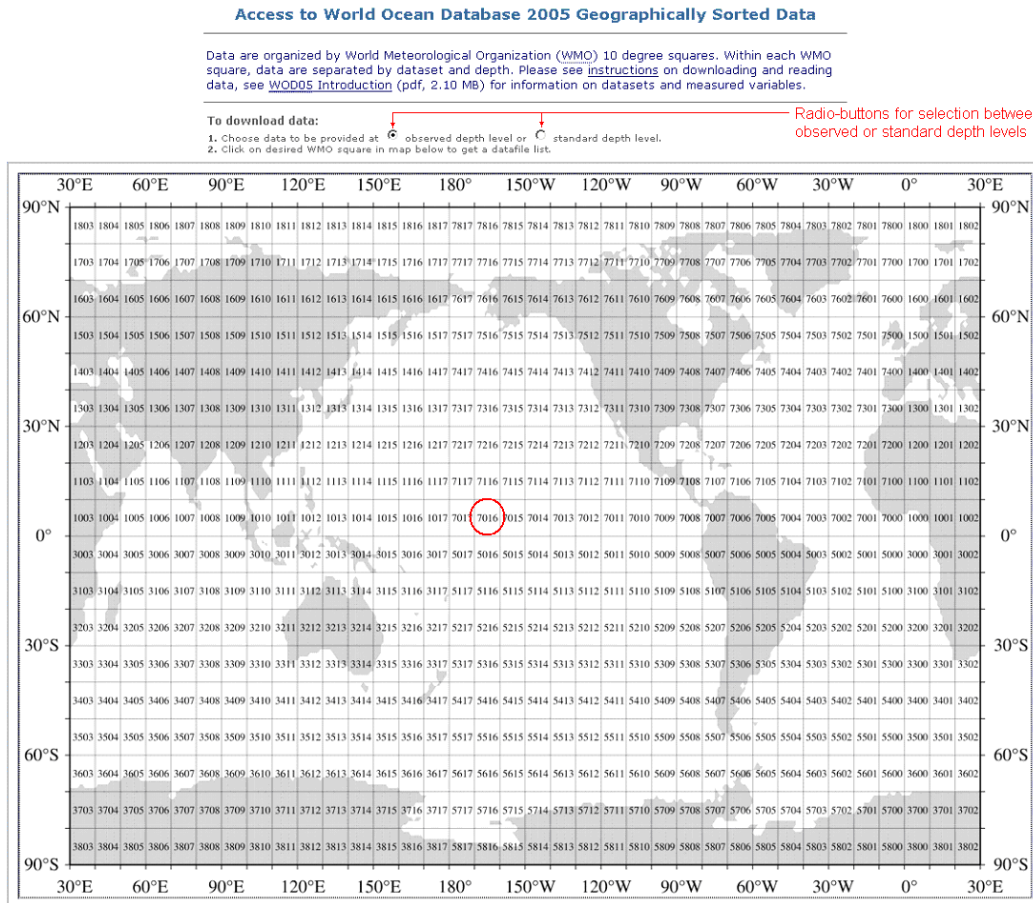 Access to World Ocean Database 2005 Geographically Sorted Data
Data are organized by World Meteorological Organization (WMO) 10 degree squares. Within each WMO
square, data are separated by dataset and depth. Please see instructions on downloading and reading
data, see WOD05 Introduction (pdf, 2.10 MB) for information on datasets and measured variables.
To download data:
1. Choose data to be provided at observed depth level or standard depth level.
2. Click on desired WMO square in map below to get a datafile list.
Radio-buttons for selection betwee
observed or standard depth levels
30°E 60°E 90°E 120°E 150°E 180° 150°W 120°W 90°W 60°W 30°W 0° 30°E
90°N 90°N
1803 1804 1805 1806 1807 1808 1809 1810 1811 1812 1813 1814 1815 1816 1817 7817 7816 7815 7814 7813 7812 7811 7810 7809 7808 7807 7806 7805 7804 7803 7802 7801 7800 1800 1801 1802
1703 1704 1705 1706 1707 1708 1709 1710 1711 1712 1713 1714 1715 1716 1717 7717 7716 7715 7714 7713 7712 7711 7710 7709 7708 7707 7706 7705 7704 7703 7702 7701 7700 1700 1701 1702
1603 1604 1605 1606 1607 1608 1609 1610 1611 1612 1613 1614 1615 1616 1617 7617 7616 7615 7614 7613 7612 7611 7610 7609 7608 7607 7606 7605 7604 7603 7602 7601 7600 1600 1601 1602
60°N 60°N
1503 1504 1505 1506 1507 1508 1509 1510 1511 1512 1513 1514 1515 1516 1517 7517 7516 7515 7514 7513 7512 7511 7510 7509 7508 7507 7506 7505 7504 7503 7502 7501 7500 1500 1501 1502
1403 1404 1405 1406 1407 1408 1409 1410 1411 1412 1413 1414 1415 1416 1417 7417 7416 7415 7414 7413 7412 7411 7410 7409 7408 7407 7406 7405 7404 7403 7402 7401 7400 1400 1401 1402
1303 1304 1305 1306 1307 1308 1309 1310 1311 1312 1313 1314 1315 1316 1317 7317 7316 7315 7314 7313 7312 7311 7310 7309 7308 7307 7306 7305 7304 7303 7302 7301 7300 1300 1301 1302
30°N 30°N
1203 1204 1205 1206 1207 1208 1209 1210 1211 1212 1213 1214 1215 1216 1217 7217 7216 7215 7214 7213 7212 7211 7210 7209 7208 7207 7206 7205 7204 7203 7202 7201 7200 1200 1201 1202
1103 1104 1105 1106 1107 1108 1109 1110 1111 1112 1113 1114 1115 1116 1117 7117 7116 7115 7114 7113 7112 7111 7110 7109 7108 7107 7106 7105 7104 7103 7102 7101 7100 1100 1101 1102
1003 1004 1005 1006 1007 1008 1009 1010 1011 1012 1013 1014 1015 1016 1017 701 7016 7015 7014 7013 7012 7011 7010 7009 7008 7007 7006 7005 7004 7003 7002 7001 7000 1000 1001 1002
0° 0°
3003 3004 3005 3006 3007 3008 3009 3010 3011 3012 3013 3014 3015 3016 3017 5017 5016 5015 5014 5013 5012 5011 5010 5009 5008 5007 5006 5005 5004 5003 5002 5001 5000 3000 3001 3002
3103 3104 3105 3106 3107 3108 3109 3110 3111 3112 3113 3114 3115 3116 3117 5117 5116 5115 5114 5113 5112 5111 5110 5109 5108 5107 5106 5105 5104 5103 5102 5101 5100 3100 3101 3102
3203 3204 3205 3206 3207 3208 3209 3210 3211 3212 3213 3214 3215 3216 3217 5217 5216 5215 5214 5213 5212 5211 5210 5209 5208 5207 5206 5205 5204 5203 5202 5201 5200 3200 3201 3202
30°S 30°S
3303 3304 3305 3306 3307 3308 3309 3310 3311 3312 3313 3314 3315 3316 3317 5317 5316 5315 5314 5313 5312 5311 5310 5309 5308 5307 5306 5305 5304 5303 5302 5301 5300 3300 3301 3302
3403 3404 3405 3406 3407 3408 3409 3410 3411 3412 3413 3414 3415 3416 3417 5417 5416 5415 5414 5413 5412 5411 5410 5409 5408 5407 5406 5405 5404 5403 5402 5401 5400 3400 3401 3402
3503 3504 3505 3506 3507 3508 3509 3510 3511 3512 3513 3514 3515 3516 3517 5517 5516 5515 5514 5513 5512 5511 5510 5509 5508 5507 5506 5505 5504 5503 5502 5501 5500 3500 3501 3502
60°S 60°S
3603 3604 3605 3606 3607 3608 3609 3610 3611 3612 3613 3614 3615 3616 3617 5617 5616 5615 5614 5613 5612 5611 5610 5609 5608 5607 5606 5605 5604 5603 5602 5601 5600 3600 3601 3602
3703 3704 3705 3706 3707 3708 3709 3710 3711 3712 3713 3714 3715 3716 3717 5717 5716 5715 5714 5713 5712 5711 5710 5709 5708 5707 5706 5705 5704 5703 5702 5701 5700 3700 3701 3702
3803 3804 3805 3806 3807 3808 3809 3810 3811 3812 3813 3814 3815 3816 3817 5817 5816 5815 5814 5813 5812 5811 5810 5809 5808 5807 5806 5805 5804 5803 5802 5801 5800 3800 3801 3802
90°S 90°S
30°E 60°E 90°E 120°E 150°E 180° 150°W 120°W 90°W 60°W 30°W 0° 30°E